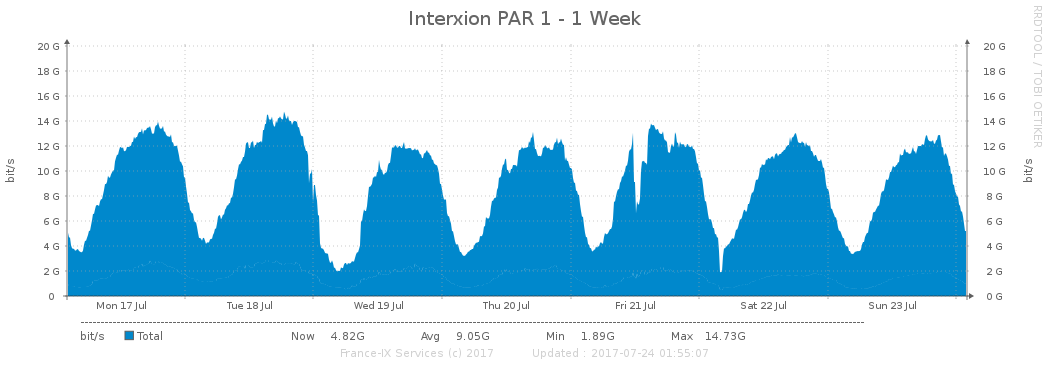 Interxion PAR 1 - 1 Week
RRDTOOL / TOBI OETIKER
20 G 20 G
18 G 18 G
16 G 16 G
14 G 14 G
12 G 12 G
10 G 10 G
8 G 8 G
6 G 6 G
4 G 4 G
2 G 2 G
0 0 G
bit/s bit/s
Mon 17 Jul Tue 18 Jul Wed 19 Jul Thu 20 Jul Fri 21 Jul Sat 22 Jul Sun 23 Jul
bit/s Total Now 4.82G Avg 9.05G Min 1.89G Max 14.73G
France-IX Services (c) 2017 Updated : 2017-07-24 01:55:07